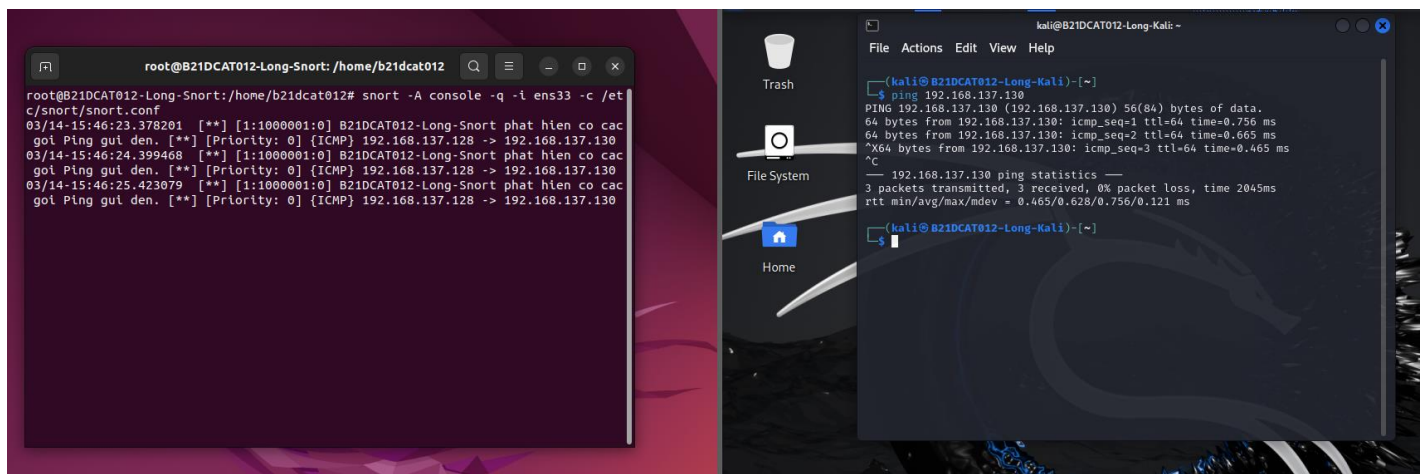 root@B21DCAT012-Long-Snort: /home/b21dcat012
root@B21DCAT012-Long-Snort:/home/b21dcat012# snort -A console -q -i ens33 -c /et
c/snort/snort.conf
03/14-15:46:23.378201  [**] [1:1000001:0] B21DCAT012-Long-Snort phat hien co cac
 goi Ping gui den. [**] [Priority: 0] {ICMP} 192.168.137.128 -> 192.168.137.130
03/14-15:46:24.399468  [**] [1:1000001:0] B21DCAT012-Long-Snort phat hien co cac
 goi Ping gui den. [**] [Priority: 0] {ICMP} 192.168.137.128 -> 192.168.137.130
03/14-15:46:25.423079  [**] [1:1000001:0] B21DCAT012-Long-Snort phat hien co cac
 goi Ping gui den. [**] [Priority: 0] {ICMP} 192.168.137.128 -> 192.168.137.130
Trash
File System
Home
kali@B21DCAT012-Long-Kali: ~
File Actions Edit View Help
┌──(kali㉿B21DCAT012-Long-Kali)-[~]
└─$ ping 192.168.137.130
PING 192.168.137.130 (192.168.137.130) 56(84) bytes of data.
64 bytes from 192.168.137.130: icmp_seq=1 ttl=64 time=0.756 ms
64 bytes from 192.168.137.130: icmp_seq=2 ttl=64 time=0.665 ms
^X64 bytes from 192.168.137.130: icmp_seq=3 ttl=64 time=0.465 ms
^C
— 192.168.137.130 ping statistics —
3 packets transmitted, 3 received, 0% packet loss, time 2045ms
rtt min/avg/max/mdev = 0.465/0.628/0.756/0.121 ms
┌──(kali㉿B21DCAT012-Long-Kali)-[~]
└─$